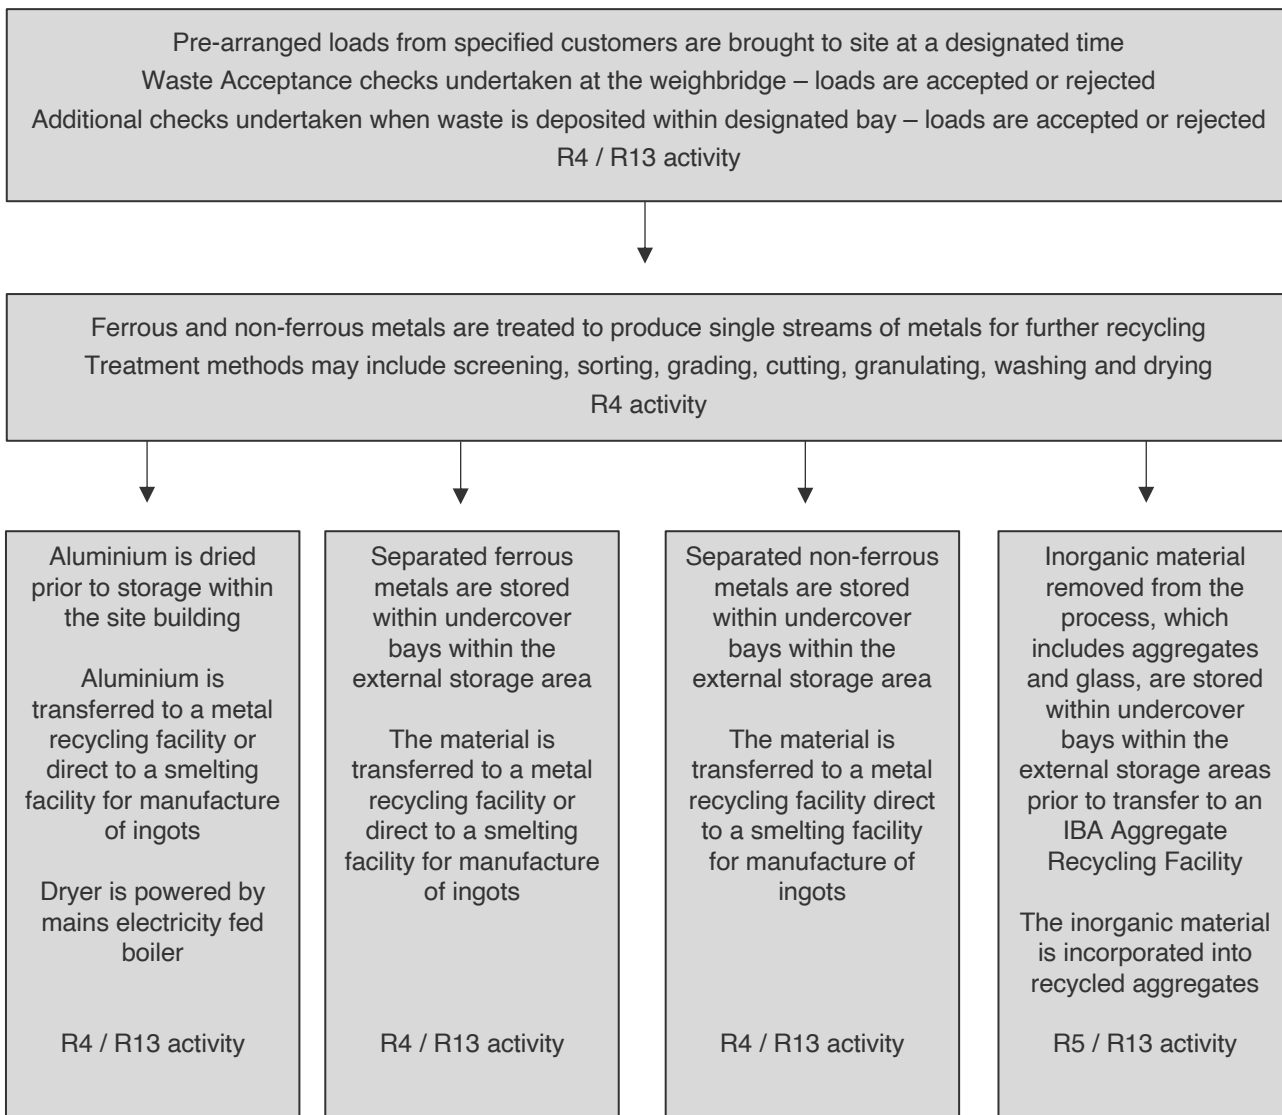 Pre-arranged loads from specified customers are brought to site at a designated time
Waste Acceptance checks undertaken at the weighbridge – loads are accepted or rejected
Additional checks undertaken when waste is deposited within designated bay – loads are accepted or rejected
R4 / R13 activity
Ferrous and non-ferrous metals are treated to produce single streams of metals for further recycling
Treatment methods may include screening, sorting, grading, cutting, granulating, washing and drying
R4 activity
Aluminium is dried
prior to storage within
the site building
Aluminium is
transferred to a metal
recycling facility or
direct to a smelting
facility for manufacture
of ingots
Dryer is powered by
mains electricity fed
boiler
R4 / R13 activity
Separated ferrous
metals are stored
within undercover
bays within the
external storage area
The material is
transferred to a metal
recycling facility or
direct to a smelting
facility for manufacture
of ingots
R4 / R13 activity
Separated non-ferrous
metals are stored
within undercover
bays within the
external storage area
The material is
transferred to a metal
recycling facility direct
to a smelting facility
for manufacture of
ingots
R4 / R13 activity
Inorganic material
removed from the
process, which
includes aggregates
and glass, are stored
within undercover
bays within the
external storage areas
prior to transfer to an
IBA Aggregate
Recycling Facility
The inorganic material
is incorporated into
recycled aggregates
R5 / R13 activity